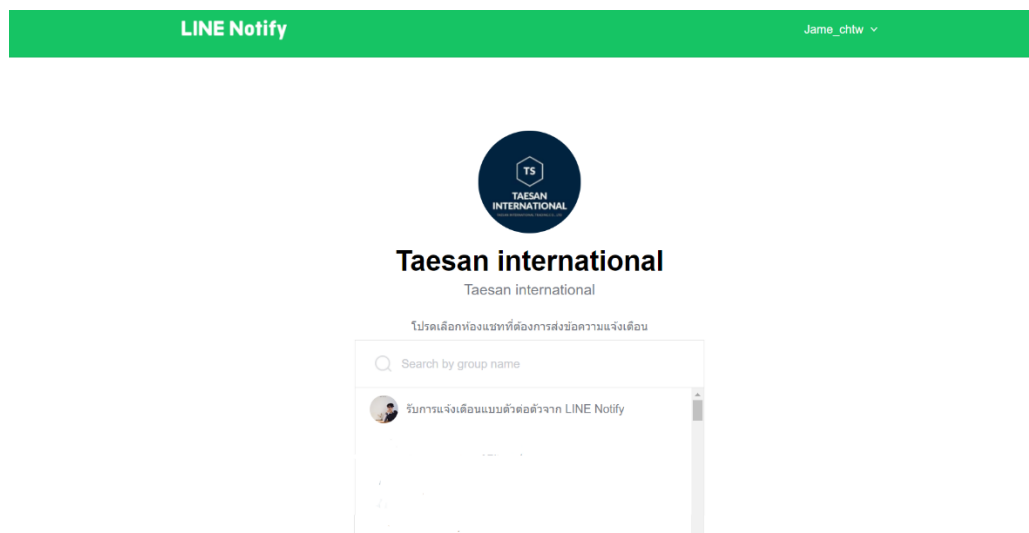 LINE Notify
Jame_chtw
TS
TAESAN
INTERNATIONAL
Taesan international
Taesan international
โปรดเลือกห้องแชทที่ต้องการส่งข้อความแจ้งเตือน
Search by group name
รับการแจ้งเตือนแบบตัวต่อตัวจาก LINE Notify